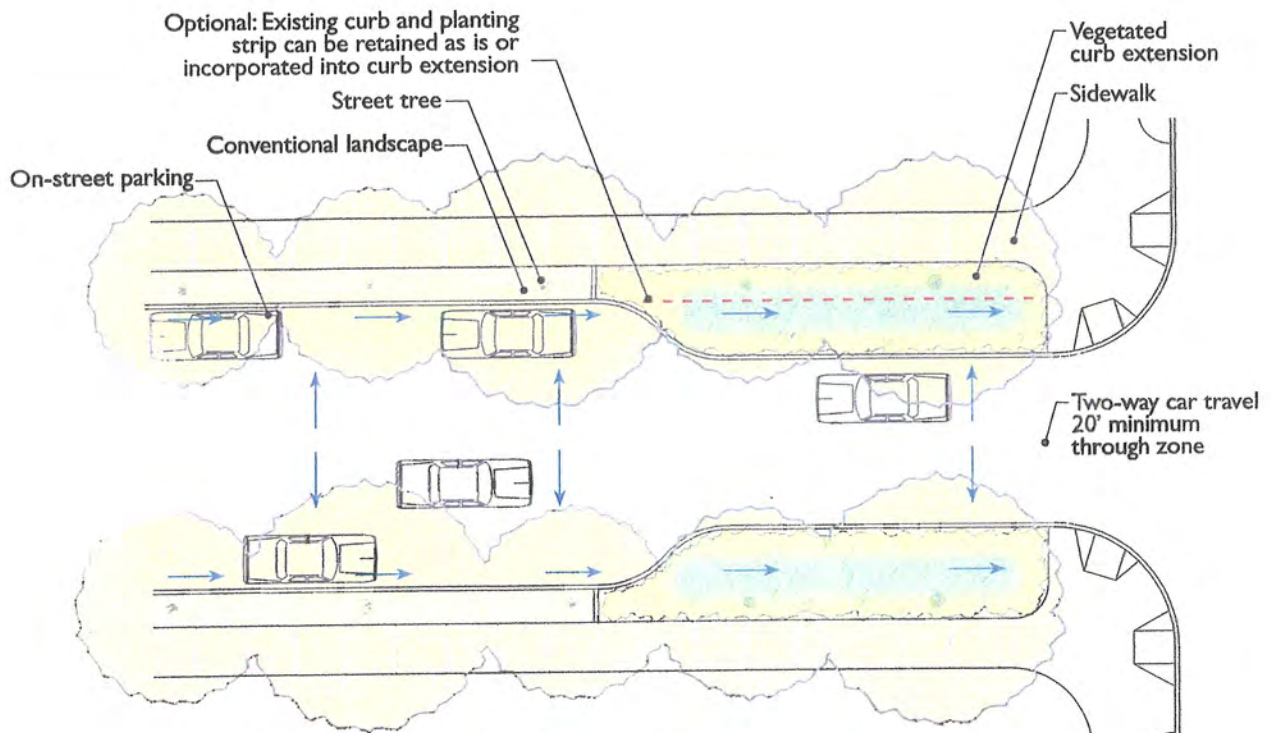 Optional: Existing curb and planting
strip can be retained as is or
incorporated into curb extension
Street tree
Conventional landscape
On-street parking
Vegetated
curb extension
Sidewalk
Two-way car travel
20' minimum
through zone